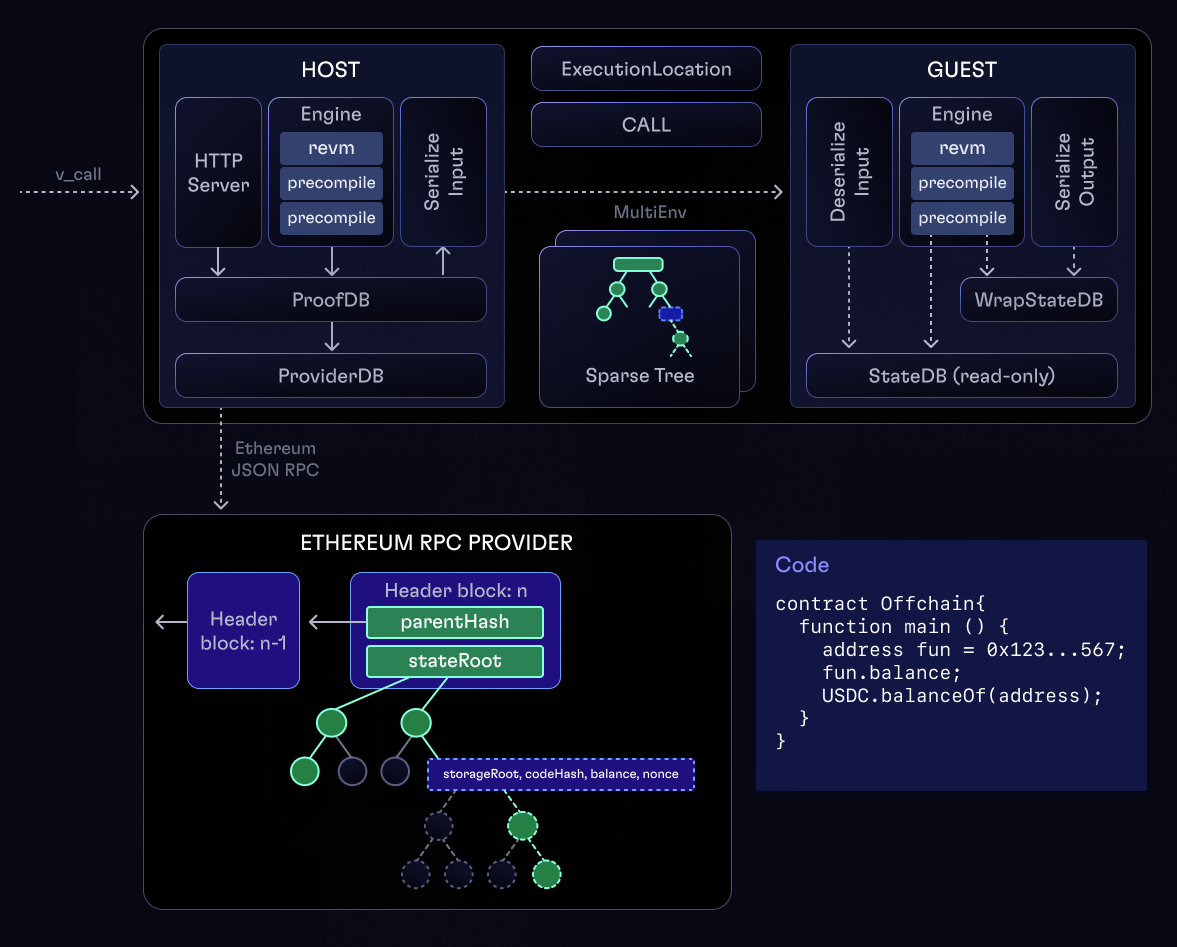 v_call
HOST
HTTP
Server
Engine
revm
precompile
precompile
Serialize
Input
ProofDB
ProviderDB
ExecutionLocation
CALL
MultiEnv
Sparse Tree
GUEST
Deserialize
Input
Engine
revm
precompile
precompile
Serialize
Output
WrapStateDB
StateDB (read-only)
Ethereum
JSON RPC
ETHEREUM RPC PROVIDER
Header
block: n-1
Header block: n
parentHash
stateRoot
storageRoot, codeHash, balance, nonce
Code
contract Offchain{
  function main () {
    address fun = 0x123...567;
    fun.balance;
    USDC.balanceOf(address);
  }
}